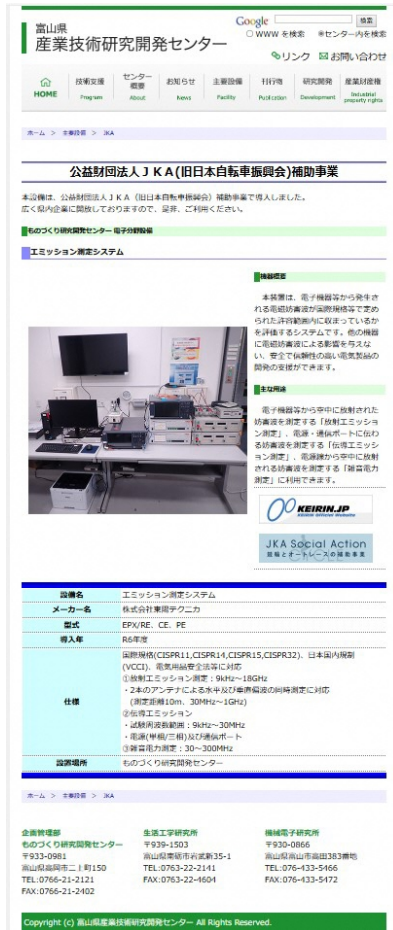 富山県
産業技術研究開発センター
Google 検索
WWW を検索 センター内を検索
リンク お問い合わせ
HOME
技術支援
Program
センター
概要
About
お知らせ
News
主要設備
Facility
刊行物
Publication
研究開発
Development
産業財産権
Industrial
property rights
ホーム > 主要設備 > JKA
公益財団法人JKA(旧日本自転車振興会)補助事業
本設備は、公益財団法人JKA(旧日本自転車振興会)補助事業で導入しました。
広く県内企業に開放しておりますので、是非、ご利用ください。
ものづくり研究開発センター 電子分野設備
エミッション測定システム
機器概要
本装置は、電子機器等から発生さ
れる電磁妨害波が国際規格等で定め
られた許容範囲内に収まっているか
を評価するシステムです。他の機器
に電磁妨害波による影響を与えな
い、安全で信頼性の高い電気製品の
開発の支援ができます。
主な用途
電子機器等から空中に放射された
妨害波を測定する「放射エミッショ
ン測定」、電源・通信ポートに伝わ
る妨害波を測定する「伝導エミッシ
ョン測定」、電源線から空中に放射
される妨害波を測定する「雑音電力
測定」に利用できます。
KEIRIN.JP
KEIRIN Official Website
JKA Social Action
競輪とオートレースの補助事業
設備名 エミッション測定システム
メーカー名 株式会社東陽テクニカ
型式 EPX/RE、CE、PE
導入年 R6年度
仕様
国際規格(CISPR11,CISPR14,CISPR15,CISPR32)、日本国内規制
(VCCI)、電気用品安全法等に対応
①放射エミッション測定:9kHz~18GHz
・2本のアンテナによる水平及び垂直偏波の同時測定に対応
(測定距離10m、30MHz~1GHz)
②伝導エミッション
・試験周波数範囲:9kHz~30MHz
・電源(単相/三相)及び通信ポート
③雑音電力測定:30~300MHz
設置場所 ものづくり研究開発センター
ホーム > 主要設備 > JKA
企画管理部
ものづくり研究開発センター
〒933-0981
富山県高岡市二上町150
TEL:0766-21-2121
FAX:0766-21-2402
生活工学研究所
〒939-1503
富山県南砺市岩武新35-1
TEL:0763-22-2141
FAX:0763-22-4604
機械電子研究所
〒930-0866
富山県富山市高田383番地
TEL:076-433-5466
FAX:076-433-5472
Copyright (c) 富山県産業技術研究開発センター All Rights Reserved.